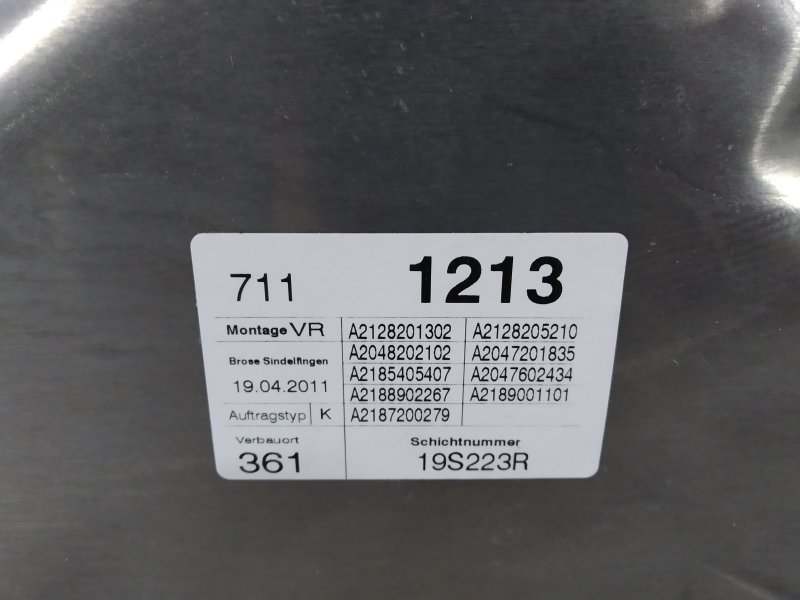 711 1213
Montage VR A2128201302 A2128205210
A2048202102 A2047201835
Brose Sindelfingen
A2185405407 A2047602434
19.04.2011
A2188902267 A2189001101
Auftragstyp K A2187200279
Verbauort Schichtnummer
361 19S223R